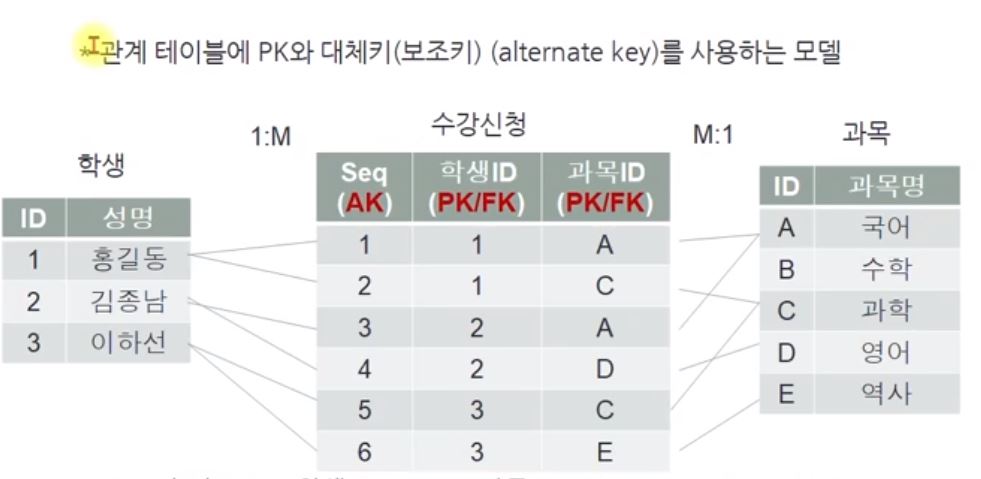 *관계 테이블에 PK와 대체키(보조키) (alternate key)를 사용하는 모델
학생
1:M
수강신청
M:1
과목
ID 성명
1 홍길동
2 김종남
3 이하선
Seq 학생ID 과목ID
(AK) (PK/FK) (PK/FK)
1 1 A
2 1 C
3 2 A
4 2 D
5 3 C
6 3 E
ID 과목명
A 국어
B 수학
C 과학
D 영어
E 역사